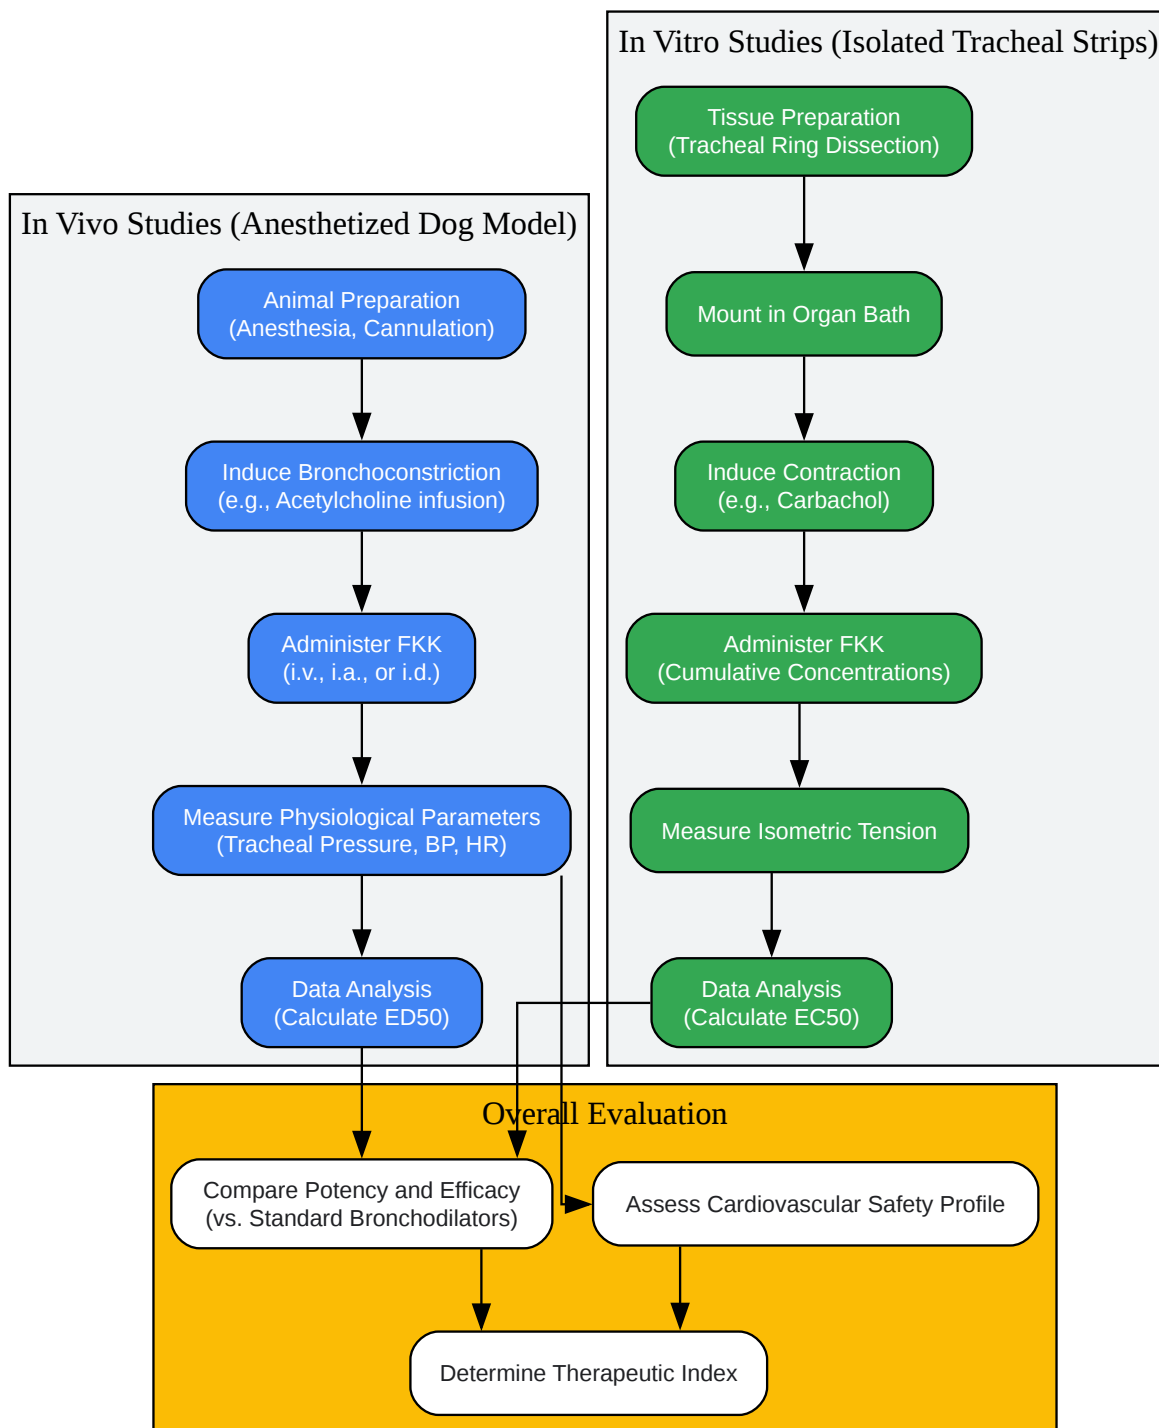 In Vivo Studies (Anesthetized Dog Model)
Animal Preparation
(Anesthesia, Cannulation)
Induce Bronchoconstriction
(e.g., Acetylcholine infusion)
Administer FKK
(i.v., i.a., or i.d.)
Measure Physiological Parameters
(Tracheal Pressure, BP, HR)
Data Analysis
(Calculate ED50)
In Vitro Studies (Isolated Tracheal Strips)
Tissue Preparation
(Tracheal Ring Dissection)
Mount in Organ Bath
Induce Contraction
(e.g., Carbachol)
Administer FKK
(Cumulative Concentrations)
Measure Isometric Tension
Data Analysis
(Calculate EC50)
Overall Evaluation
Compare Potency and Efficacy
(vs. Standard Bronchodilators)
Assess Cardiovascular Safety Profile
Determine Therapeutic Index